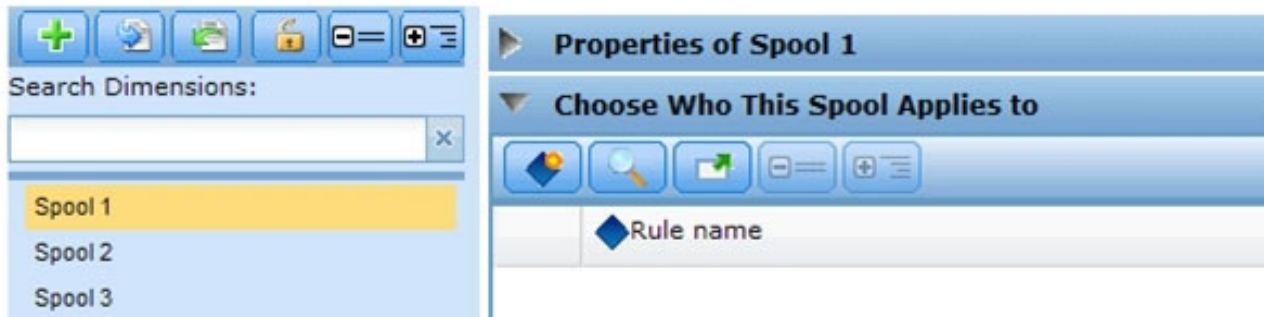 Search Dimensions:
Spool 1
Spool 2
Spool 3
Properties of Spool 1
Choose Who This Spool Applies to
Rule name